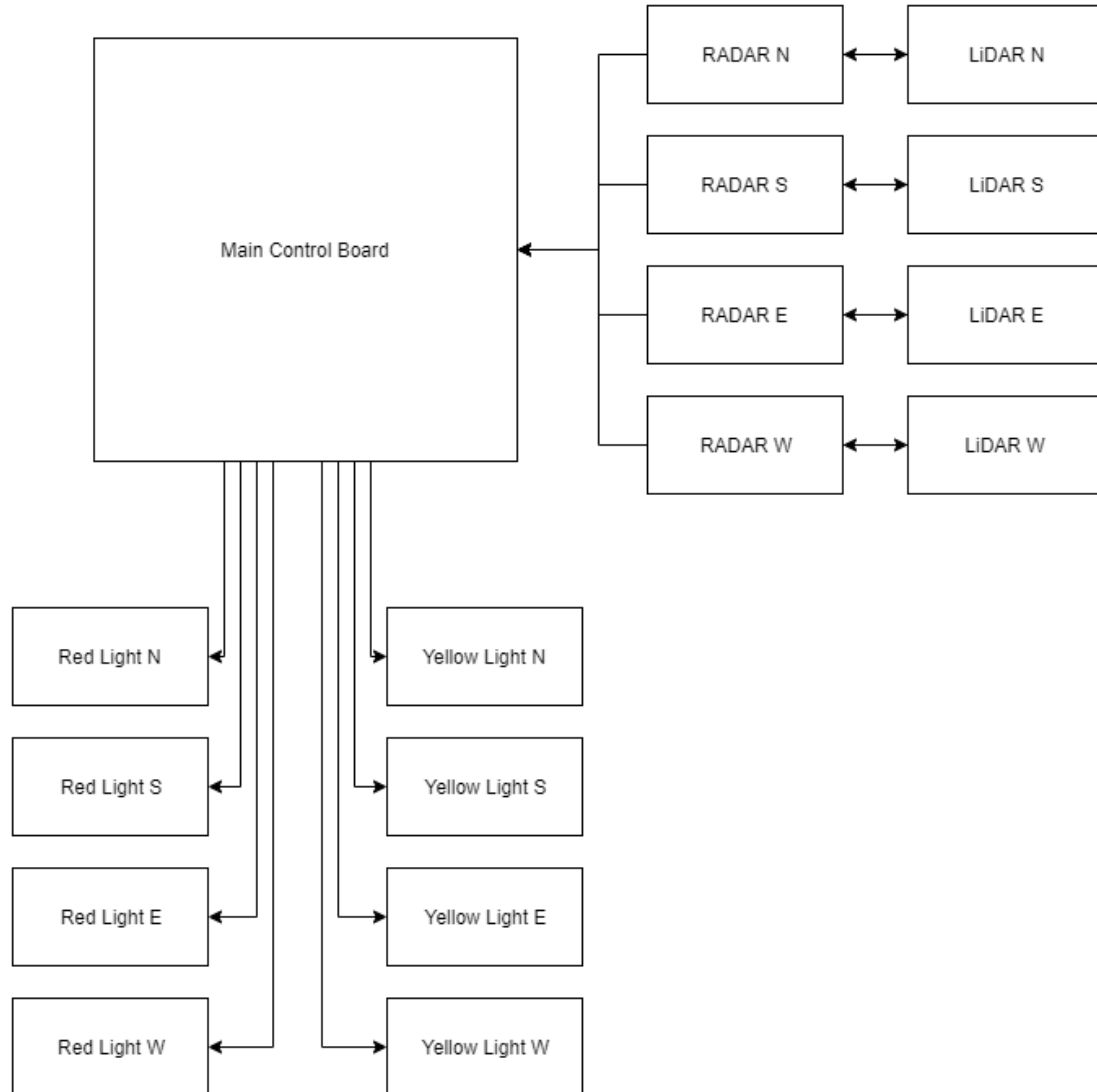 RADAR N
LiDAR N
RADAR S
LiDAR S
Main Control Board
RADAR E
LiDAR E
RADAR W
LiDAR W
Red Light N
Yellow Light N
Red Light S
Yellow Light S
Red Light E
Yellow Light E
Red Light W
Yellow Light W